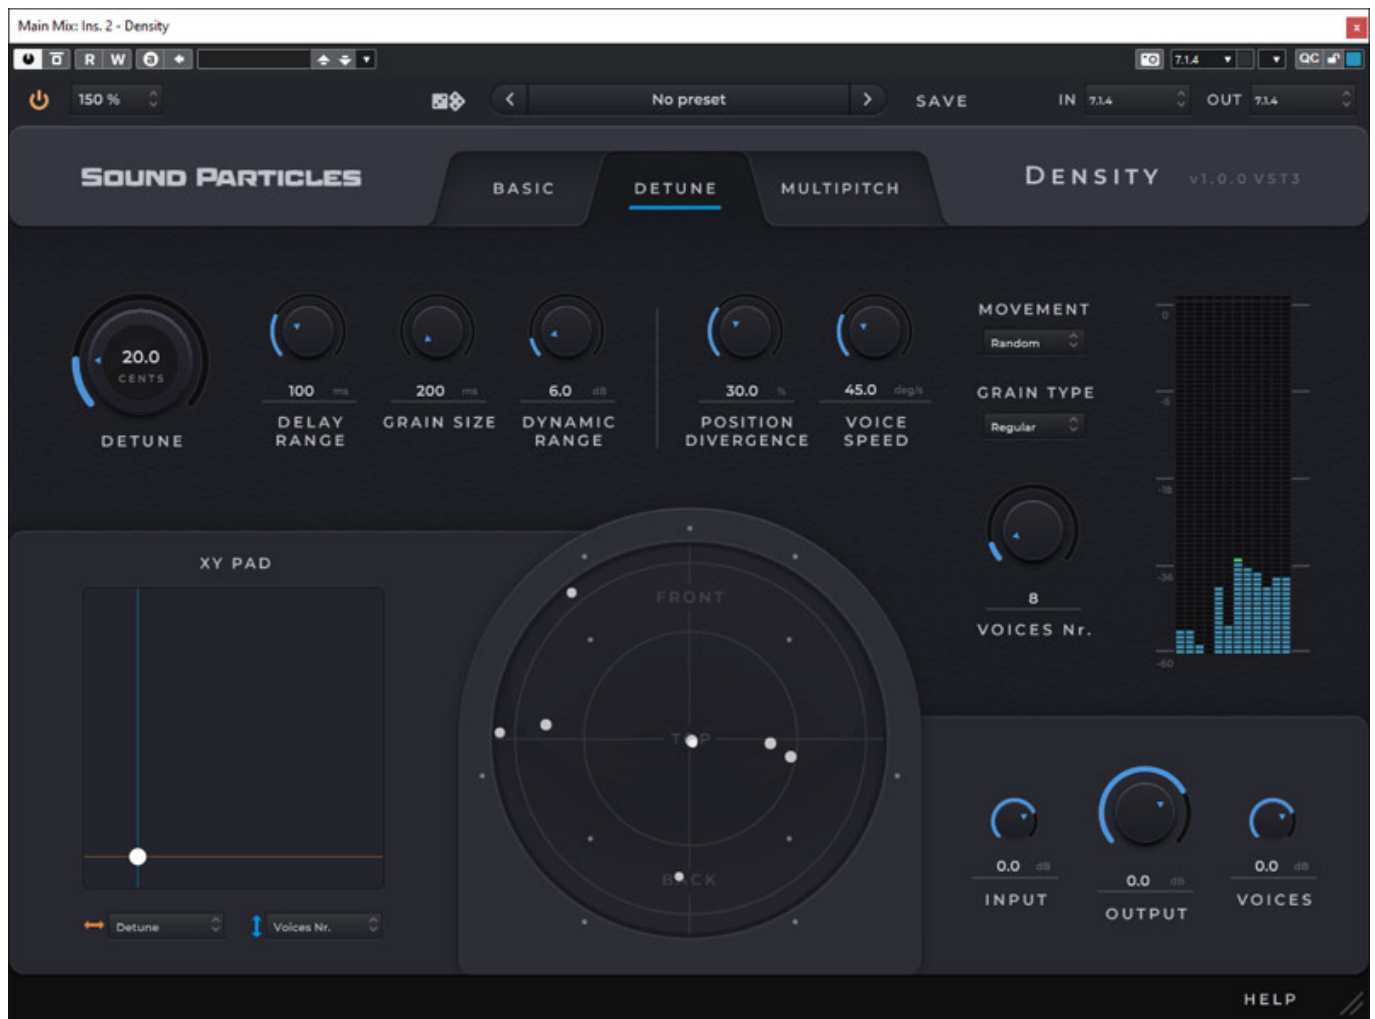 Main Mix: Ins. 2 - Density
x
R W a 7.1.4 QC
150 % No preset SAVE IN 7.1.4 OUT 7.1.4
SOUND PARTICLES BASIC DETUNE MULTIPITCH DENSITY v1.0.0 VST3
20.0
CENTS
DETUNE
100 ms
DELAY
RANGE
200 ms
GRAIN SIZE
6.0 dB
DYNAMIC
RANGE
30.0 %
POSITION
DIVERGENCE
45.0 deg/s
VOICE
SPEED
MOVEMENT
Random
GRAIN TYPE
Regular
8
VOICES Nr.
0
-6
-18
-36
-60
XY PAD
Detune
Voices Nr.
FRONT
TOP
BACK
0.0 dB
INPUT
0.0 dB
OUTPUT
0.0 dB
VOICES
HELP